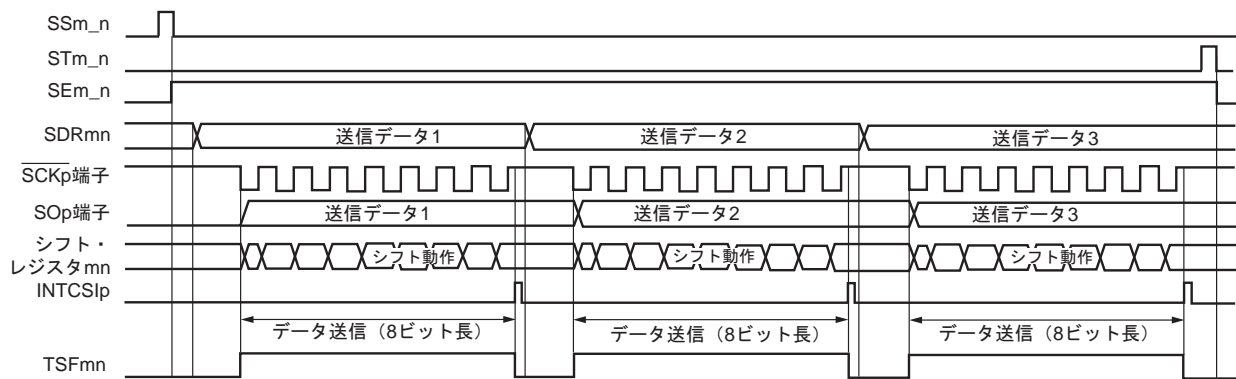 SSm_n
STm_n
SEm_n
SDRmn 送信データ1 送信データ2 送信データ3
SCKp端子
SOp端子 送信データ1 送信データ2 送信データ3
シフト・
レジスタmn シフト動作 シフト動作 シフト動作
INTCSIp
データ送信（8ビット長） データ送信（8ビット長） データ送信（8ビット長）
TSFmn